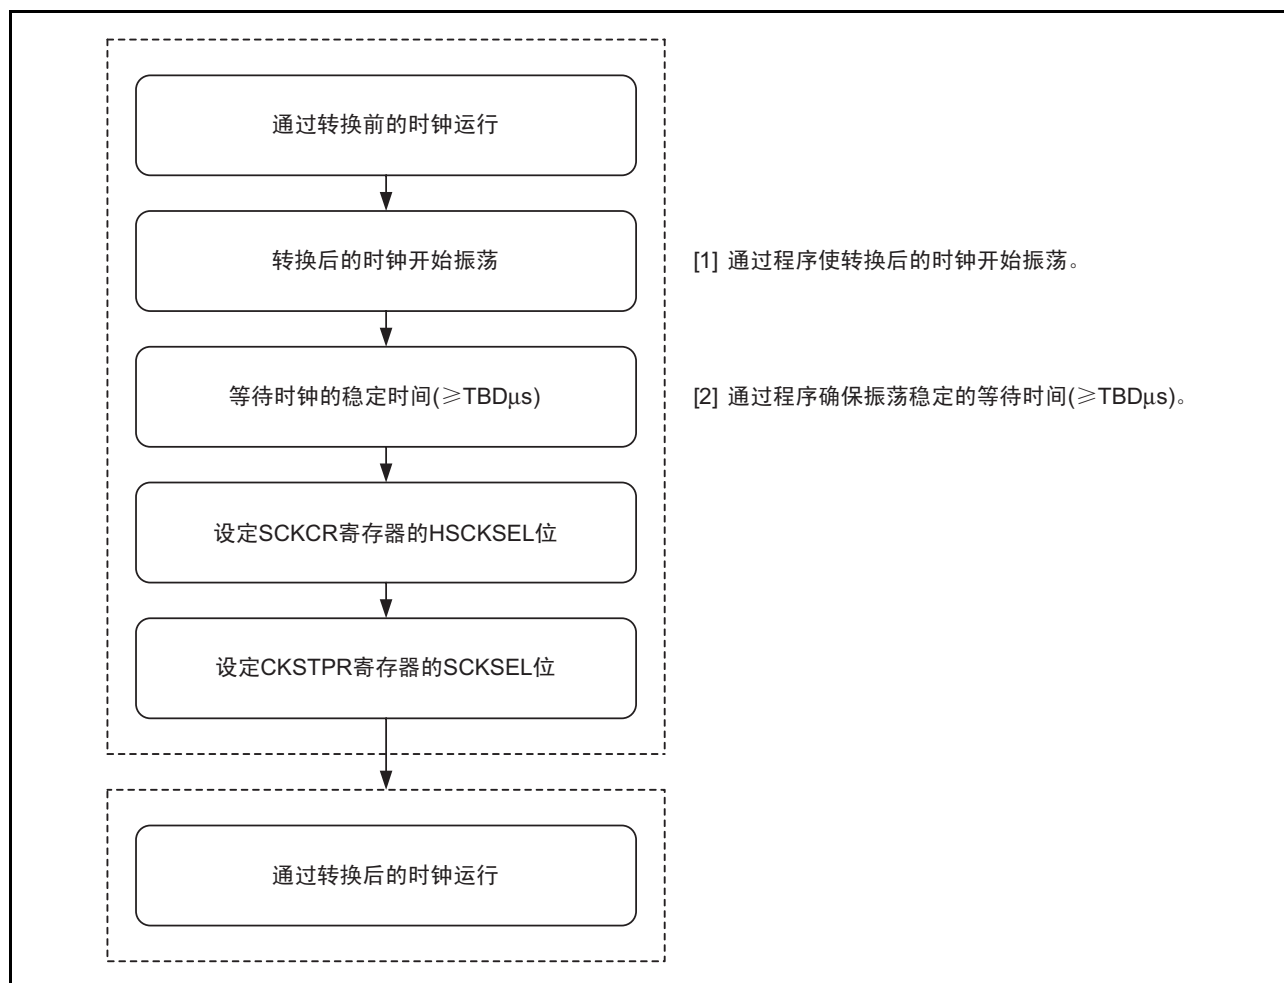 通过转换前的时钟运行
转换后的时钟开始振荡
[1] 通过程序使转换后的时钟开始振荡。
等待时钟的稳定时间(≥TBDμs)
[2] 通过程序确保振荡稳定的等待时间(≥TBDμs)。
设定SCKCR寄存器的HSCKSEL位
设定CKSTPR寄存器的SCKSEL位
通过转换后的时钟运行